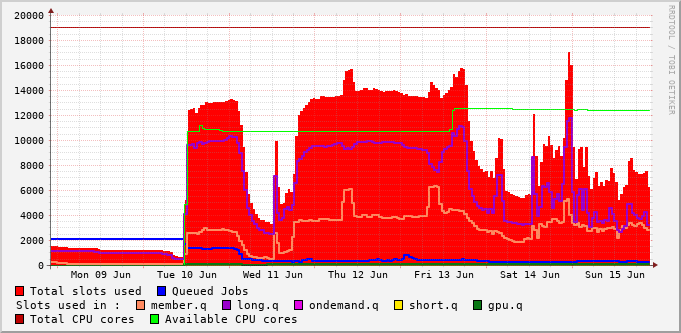 20000
18000
16000
14000
12000
10000
8000
6000
4000
2000
0
Mon 09 Jun Tue 10 Jun Wed 11 Jun Thu 12 Jun Fri 13 Jun Sat 14 Jun Sun 15 Jun
RRDTOOL / TOBI OETIKER
Total slots used Queued Jobs
Slots used in : member.q long.q ondemand.q short.q gpu.q
Total CPU cores Available CPU cores